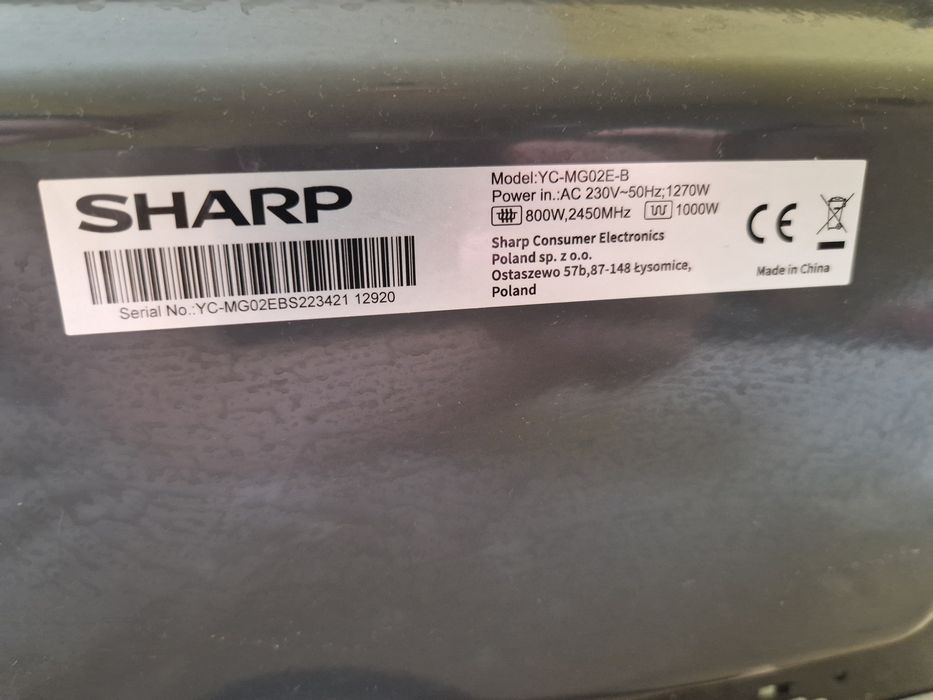 SHARP
Serial No.:YC-MG02EBS223421 12920
Model:YC-MG02E-B
Power in.:AC 230V~50Hz;1270W
800W,2450MHz 1000W
Sharp Consumer Electronics
Poland sp. z o.o.
Ostaszewo 57b,87-148 Łysomice,
Poland
CE
Made in China